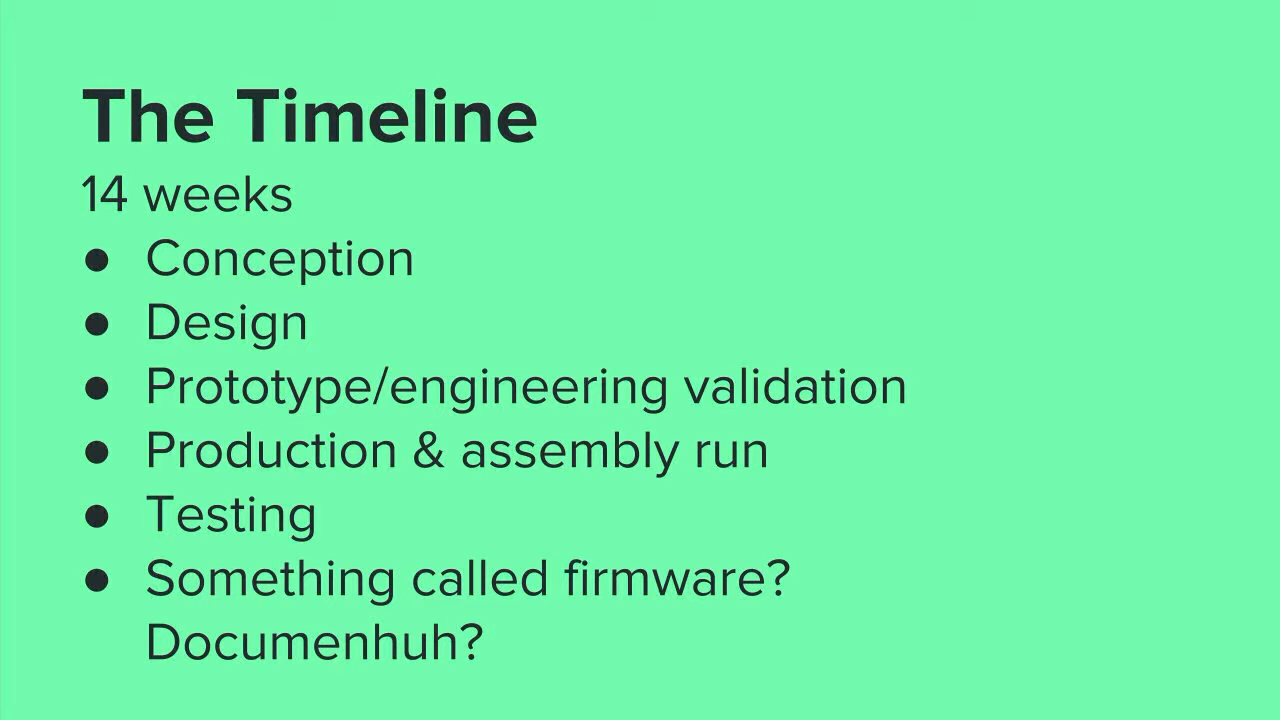 The Timeline
14 weeks
● Conception
● Design
● Prototype/engineering validation
● Production & assembly run
● Testing
● Something called firmware?
Documenhuh?